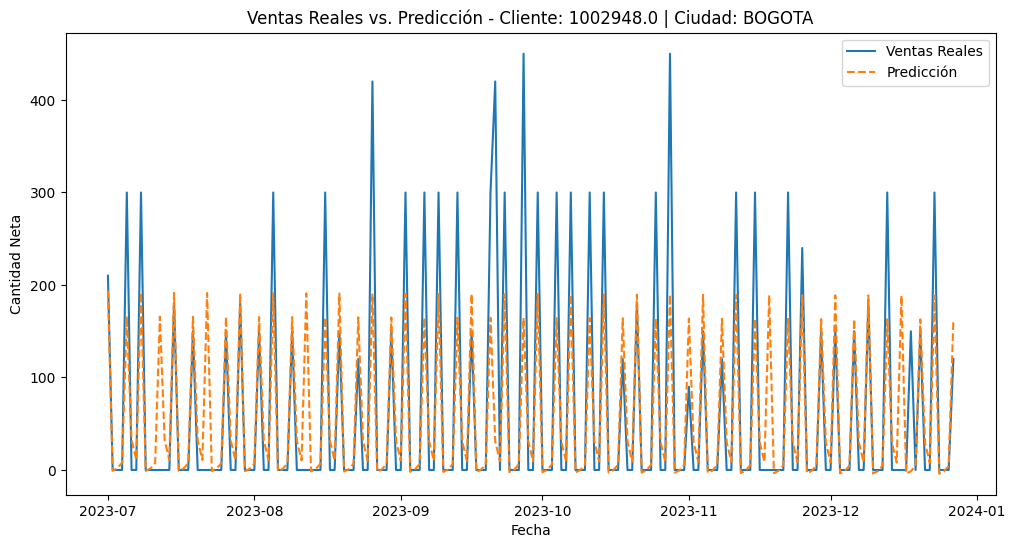 Ventas Reales vs. Predicción - Cliente: 1002948.0 | Ciudad: BOGOTA
Ventas Reales
Predicción
Cantidad Neta
400
300
200
100
0
2023-07 2023-08 2023-09 2023-10 2023-11 2023-12 2024-01
Fecha